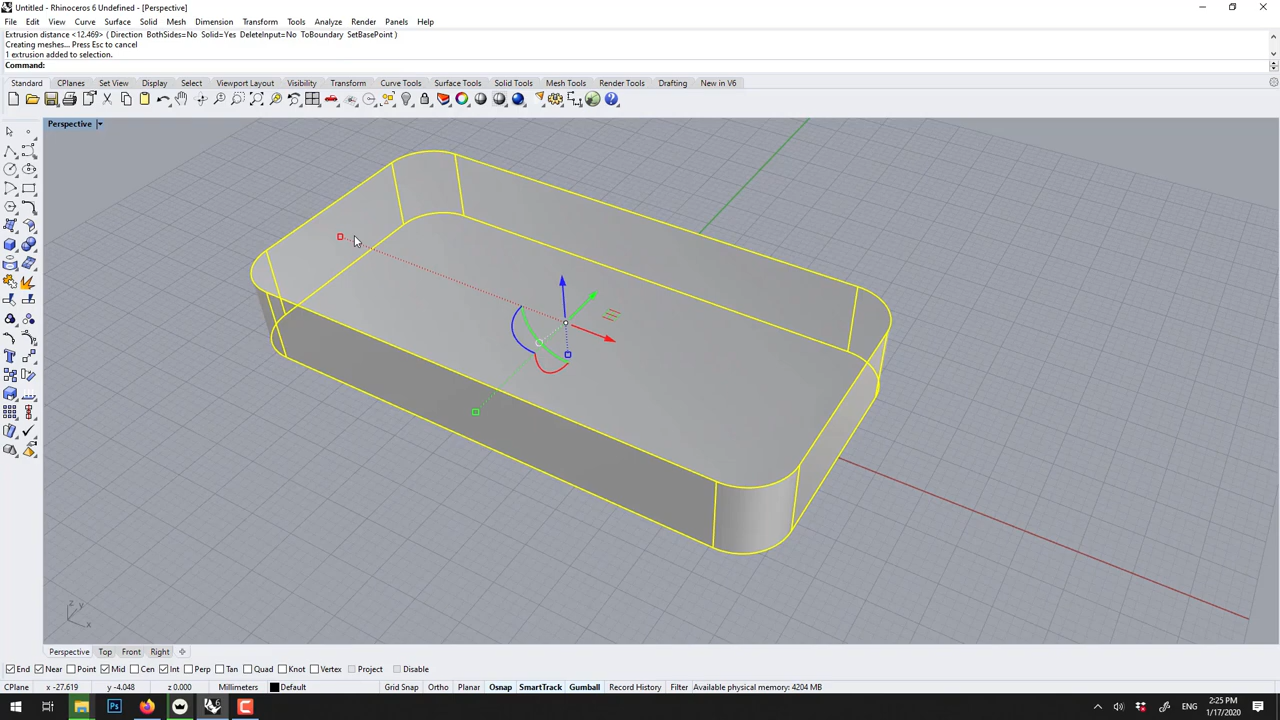 Untitled - Rhinoceros 6 Undefined - [Perspective]
File Edit View Curve Surface Solid Mesh Dimension Transform Tools Analyze Render Panels Help
Extrusion distance <12.469> ( Direction BothSides=No Solid=Yes DeleteInput=No ToBoundary SetBasePoint )
Creating meshes... Press Esc to cancel
1 extrusion added to selection.
Command:
Standard CPlanes Set View Display Select Viewport Layout Visibility Transform Curve Tools Surface Tools Solid Tools Mesh Tools Render Tools Drafting New in V6
Perspective
z y
x
Perspective Top Front Right
End Near Point Mid Cen Int Perp Tan Quad Knot Vertex Project Disable
CPlane x -27.619 y -4.048 z 0.000 Millimeters Default Grid Snap Ortho Planar Osnap SmartTrack Gumball Record History Filter Available physical memory: 4204 MB
Ps ENG 2:25 PM
1/17/2020